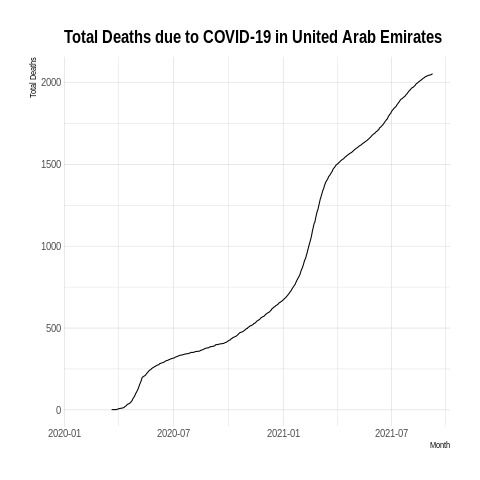 Total Deaths due to COVID-19 in United Arab Emirates
Total Deaths
2000
1500
1000
500
0
2020-01 2020-07 2021-01 2021-07
Month